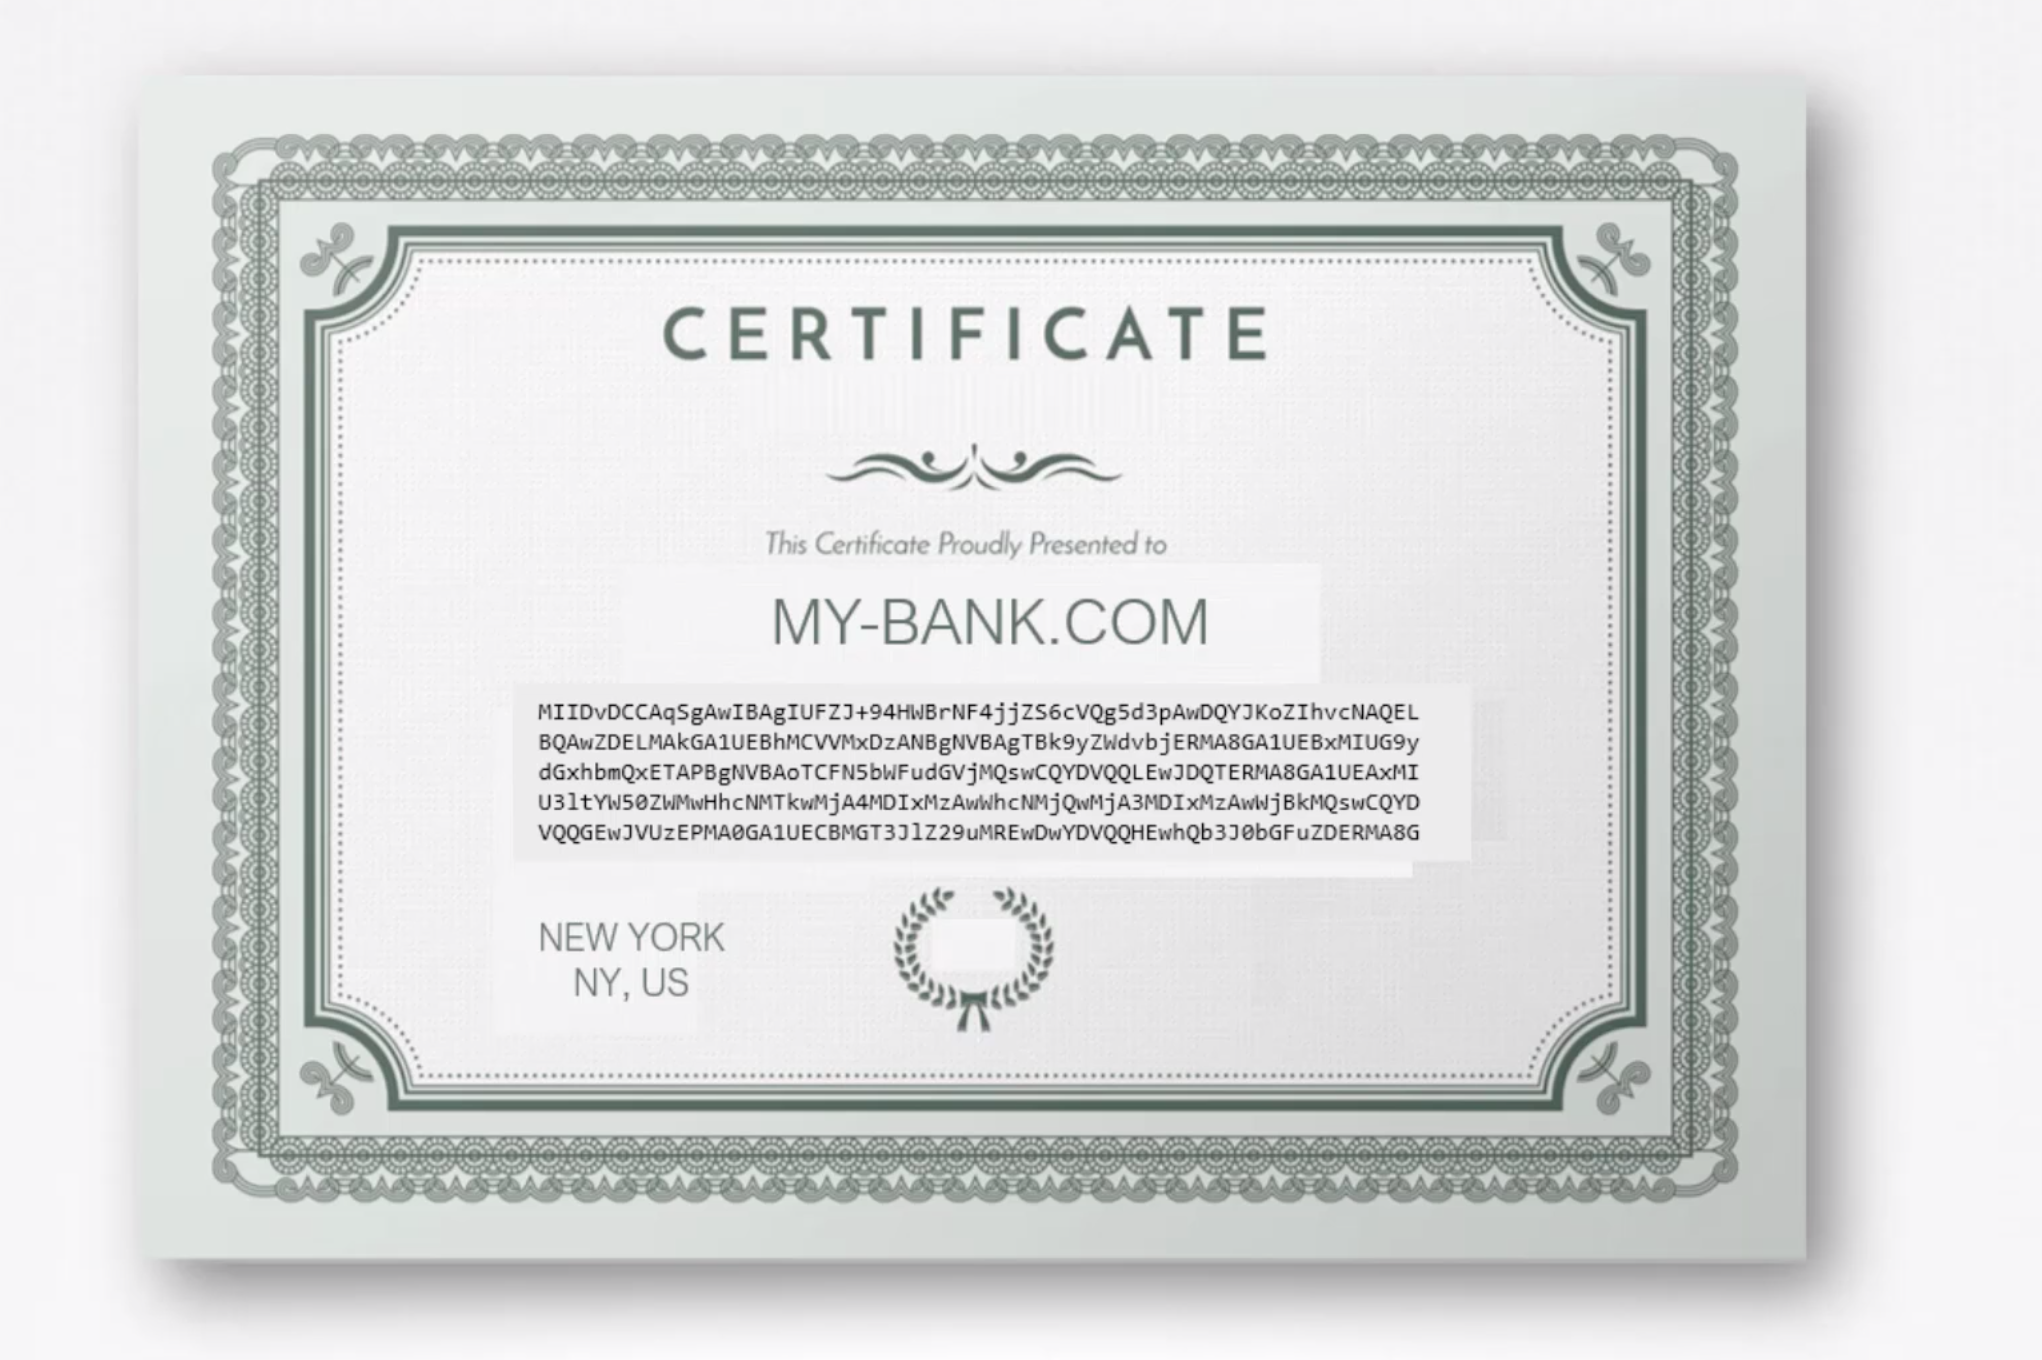 CERTIFICATE
This Certificate Proudly Presented to
MY-BANK.COM
MIIDvDCCAqSgAwIBAgIUFZJ+94HWBrNF4jjZS6cVQg5d3pAwDQYJKoZIhvcNAQEL
BQAwZDELMAkGA1UEBhMCVVMxDzANBgNVBAgTBk9yZWdvbjERMA8GA1UEBxMIUG9y
dGxhbmQxETAPBgNVBAoTCFN5bWFudGVjMQswCQYDVQQLEwJDQTERMA8GA1UEAxMI
U3ltYW50ZWMwHhcNMTkwMjA4MDIxMzAwWhcNMjQwMjA3MDIxMzAwWjBkMQswCQYD
VQQGEwJVUzEPMA0GA1UECBMGT3JlZ29uMREwDwYDVQQHEwhQb3J0bGFuZDERMA8G
NEW YORK
NY, US